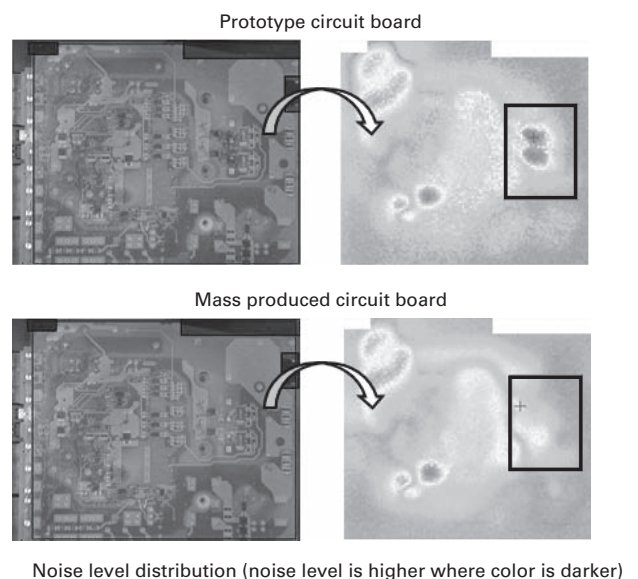 Prototype circuit board
Mass produced circuit board
Noise level distribution (noise level is higher where color is darker)